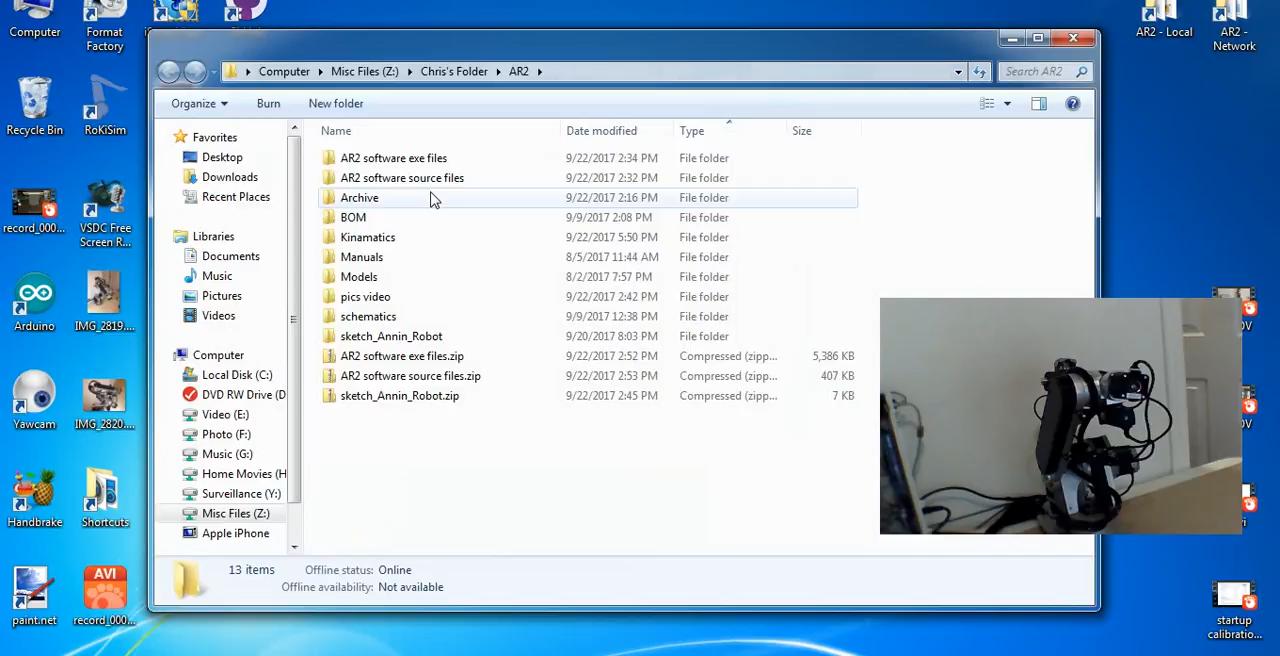 Computer
Format
Factory
AR2 - Local
AR2 -
Network
Computer
Misc Files (Z:)
Chris's Folder
AR2
Search AR2
Organize
Burn
New folder
Recycle Bin
RoKiSim
Name
Date modified
Type
Size
Favorites
Desktop
Downloads
Recent Places
AR2 software exe files
9/22/2017 2:34 PM
File folder
AR2 software source files
9/22/2017 2:32 PM
File folder
Archive
9/22/2017 2:16 PM
File folder
BOM
9/9/2017 2:08 PM
File folder
Kinamatics
9/22/2017 5:50 PM
File folder
Manuals
8/5/2017 11:44 AM
File folder
Models
8/2/2017 7:57 PM
File folder
pics video
9/22/2017 2:42 PM
File folder
schematics
9/9/2017 12:38 PM
File folder
sketch_Annin_Robot
9/20/2017 8:03 PM
File folder
AR2 software exe files.zip
9/22/2017 2:52 PM
Compressed (zipp...
5,386 KB
AR2 software source files.zip
9/22/2017 2:53 PM
Compressed (zipp...
407 KB
sketch_Annin_Robot.zip
9/22/2017 2:45 PM
Compressed (zipp...
7 KB
record_000...
VSDC Free
Screen R...
Libraries
Documents
Music
Pictures
Videos
Arduino
IMG_2819....
Computer
Local Disk (C:)
DVD RW Drive (D
Video (E:)
Photo (F:)
Music (G:)
Home Movies (H
Surveillance (Y:)
Misc Files (Z:)
Apple iPhone
Yawcam
IMG_2820....
Handbrake
Shortcuts
13 items
Offline status: Online
Offline availability: Not available
paint.net
AVI
record_000...
startup
calibratio...